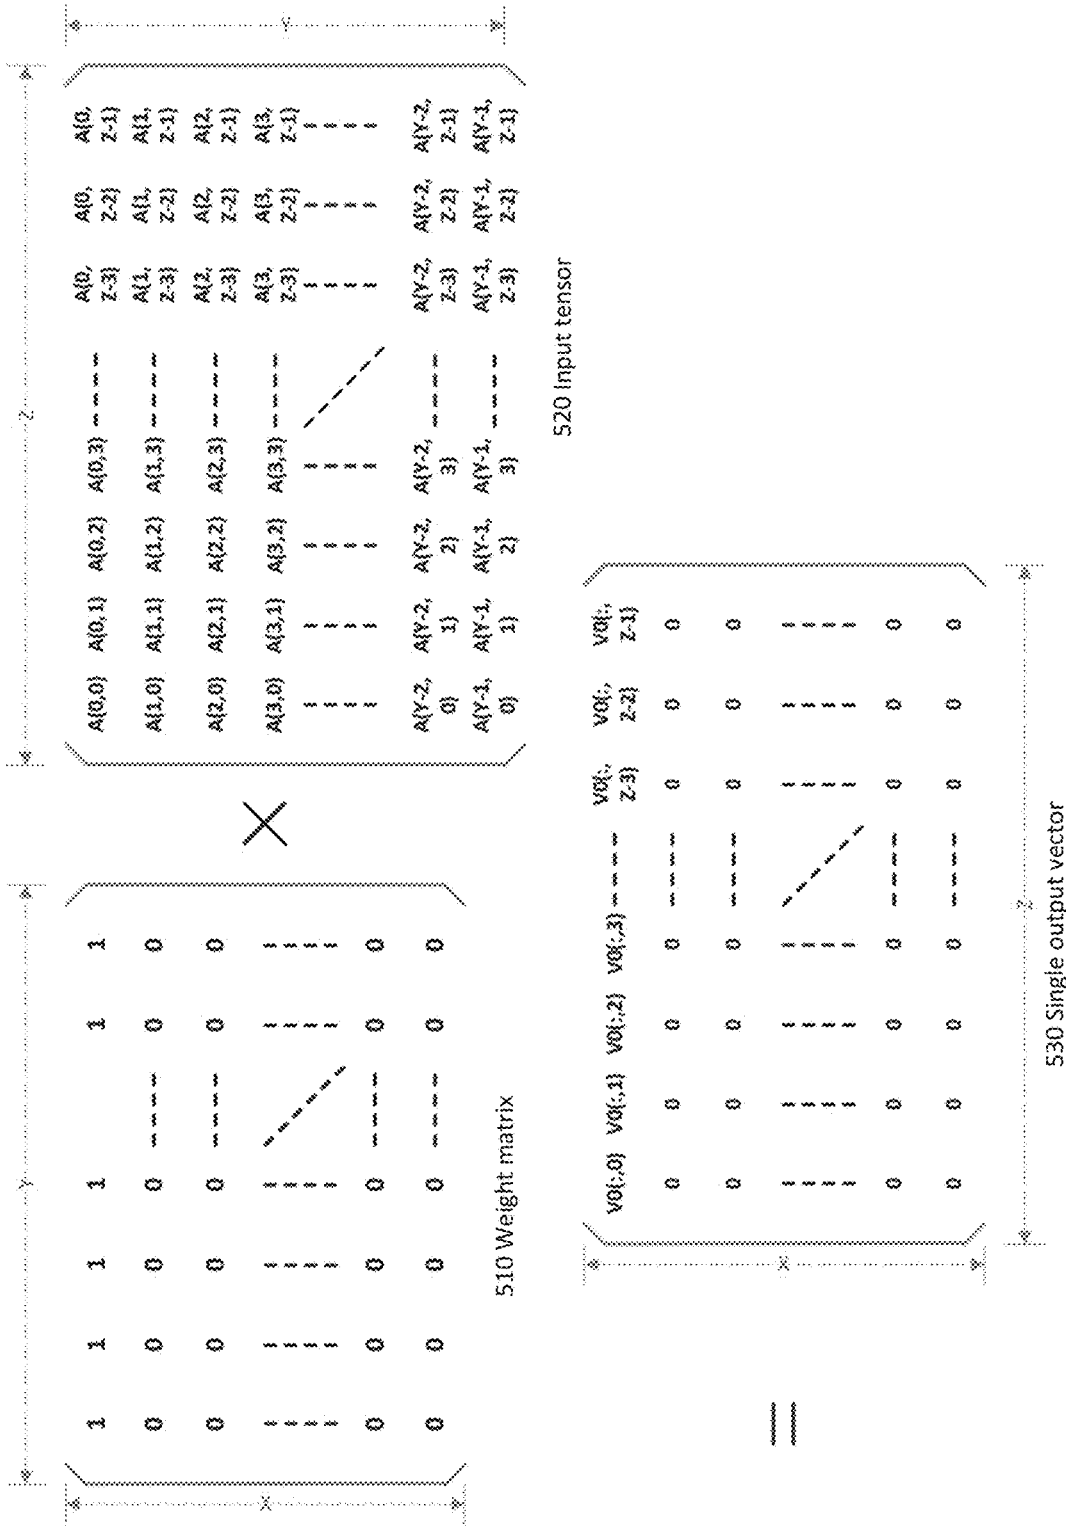 Y
X
1 1 1 1 1 1
0 0 0 0 0 0
0 0 0 0 0 0
0 0 0 0 0 0
0 0 0 0 0 0
510 Weight matrix
×
Z
Y
A(0,0) A(0,1) A(0,2) A(0,3) A(0, Z-3) A(0, Z-2) A(0, Z-1)
A(1,0) A(1,1) A(1,2) A(1,3) A(1, Z-3) A(1, Z-2) A(1, Z-1)
A(2,0) A(2,1) A(2,2) A(2,3) A(2, Z-3) A(2, Z-2) A(2, Z-1)
A(3,0) A(3,1) A(3,2) A(3,3) A(3, Z-3) A(3, Z-2) A(3, Z-1)
A(Y-2, 0) A(Y-2, 1) A(Y-2, 2) A(Y-2, 3) A(Y-2, Z-3) A(Y-2, Z-2) A(Y-2, Z-1)
A(Y-1, 0) A(Y-1, 1) A(Y-1, 2) A(Y-1, 3) A(Y-1, Z-3) A(Y-1, Z-2) A(Y-1, Z-1)
520 Input tensor
=
X
V0(:,0) V0(:,1) V0(:,2) V0(:,3) V0(:, Z-3) V0(:, Z-2) V0(:, Z-1)
0 0 0 0 0 0 0
0 0 0 0 0 0 0
0 0 0 0 0 0 0
0 0 0 0 0 0 0
Z
530 Single output vector